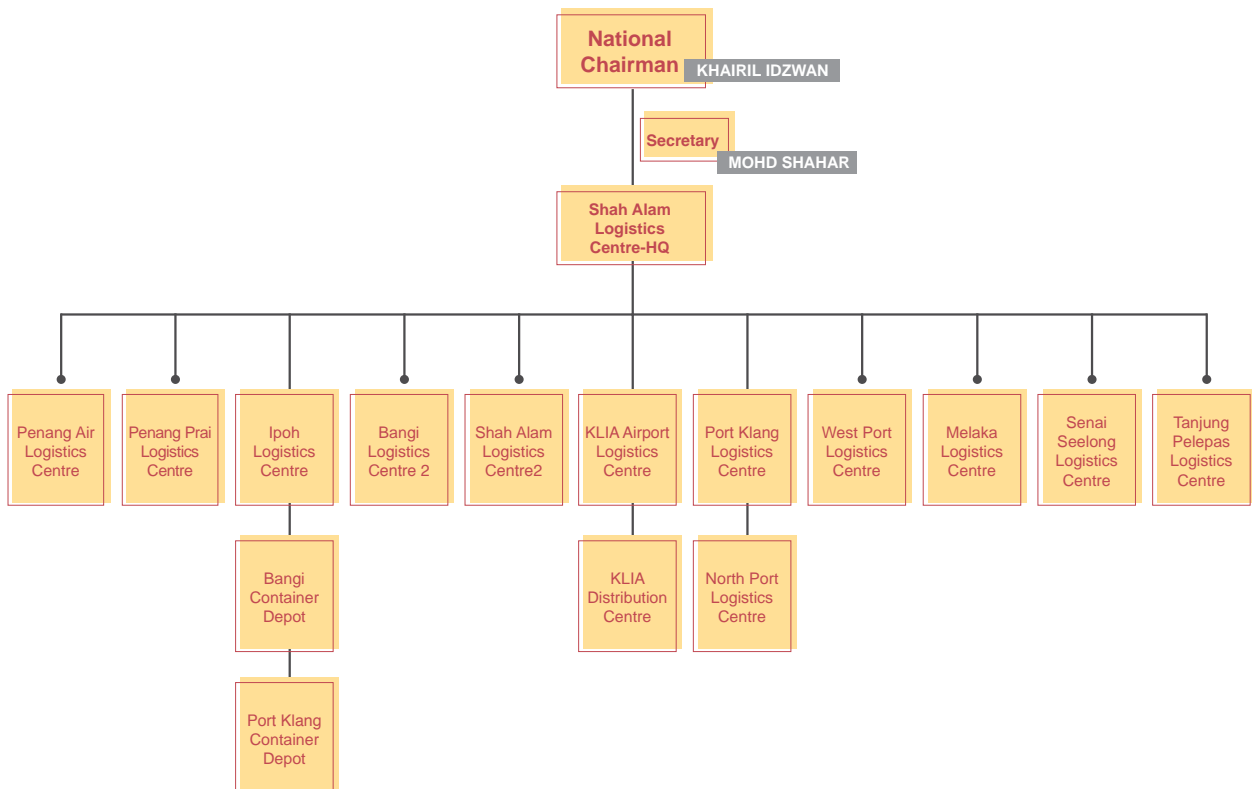 National
Chairman
KHAIRIL IDZWAN
Secretary
MOHD SHAHAR
Shah Alam
Logistics
Centre-HQ
Penang Air
Logistics
Centre
Penang Prai
Logistics
Centre
Ipoh
Logistics
Centre
Bangi
Logistics
Centre 2
Shah Alam
Logistics
Centre2
KLIA Airport
Logistics
Centre
Port Klang
Logistics
Centre
West Port
Logistics
Centre
Melaka
Logistics
Centre
Senai
Seelong
Logistics
Centre
Tanjung
Pelepas
Logistics
Centre
Bangi
Container
Depot
KLIA
Distribution
Centre
North Port
Logistics
Centre
Port Klang
Container
Depot